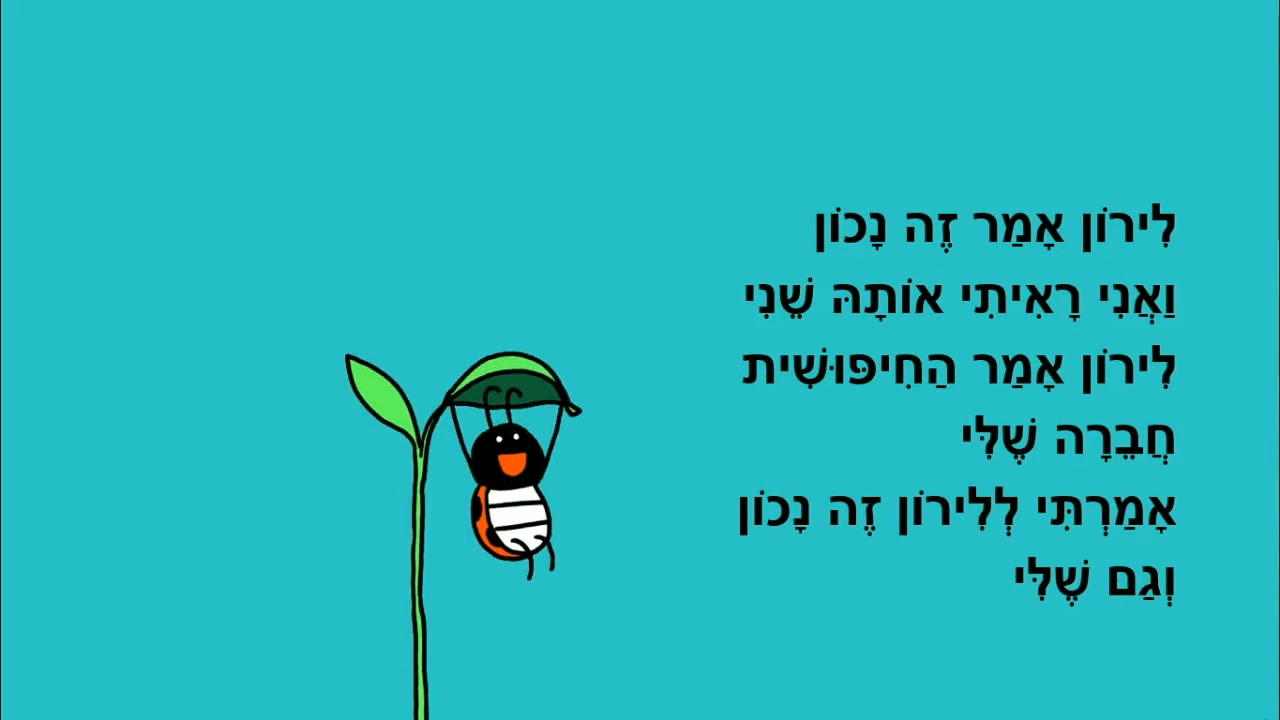 לִירוֹן אָמַר זֶה נָכוֹן
וַאֲנִי רָאִיתִי אוֹתָהּ שֵׁנִי
לִירוֹן אָמַר הַחִיפּוּשִׁית
חֲבֵרָה שֶׁלִּי
אָמַרְתִּי לְלִירוֹן זֶה נָכוֹן
וְגַם שֶׁלִּי